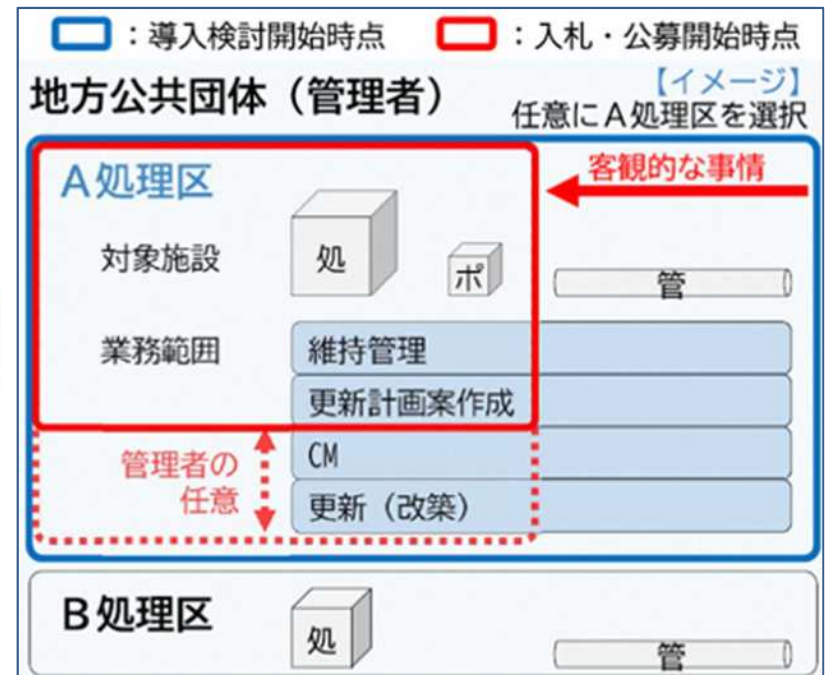 ：導入検討開始時点　：入札・公募開始時点
地方公共団体（管理者）
【イメージ】
任意にＡ処理区を選択
Ａ処理区
客観的な事情
対象施設
処
ポ
管
業務範囲
維持管理
更新計画案作成
管理者の
任意
CM
更新（改築）
Ｂ処理区
処
管